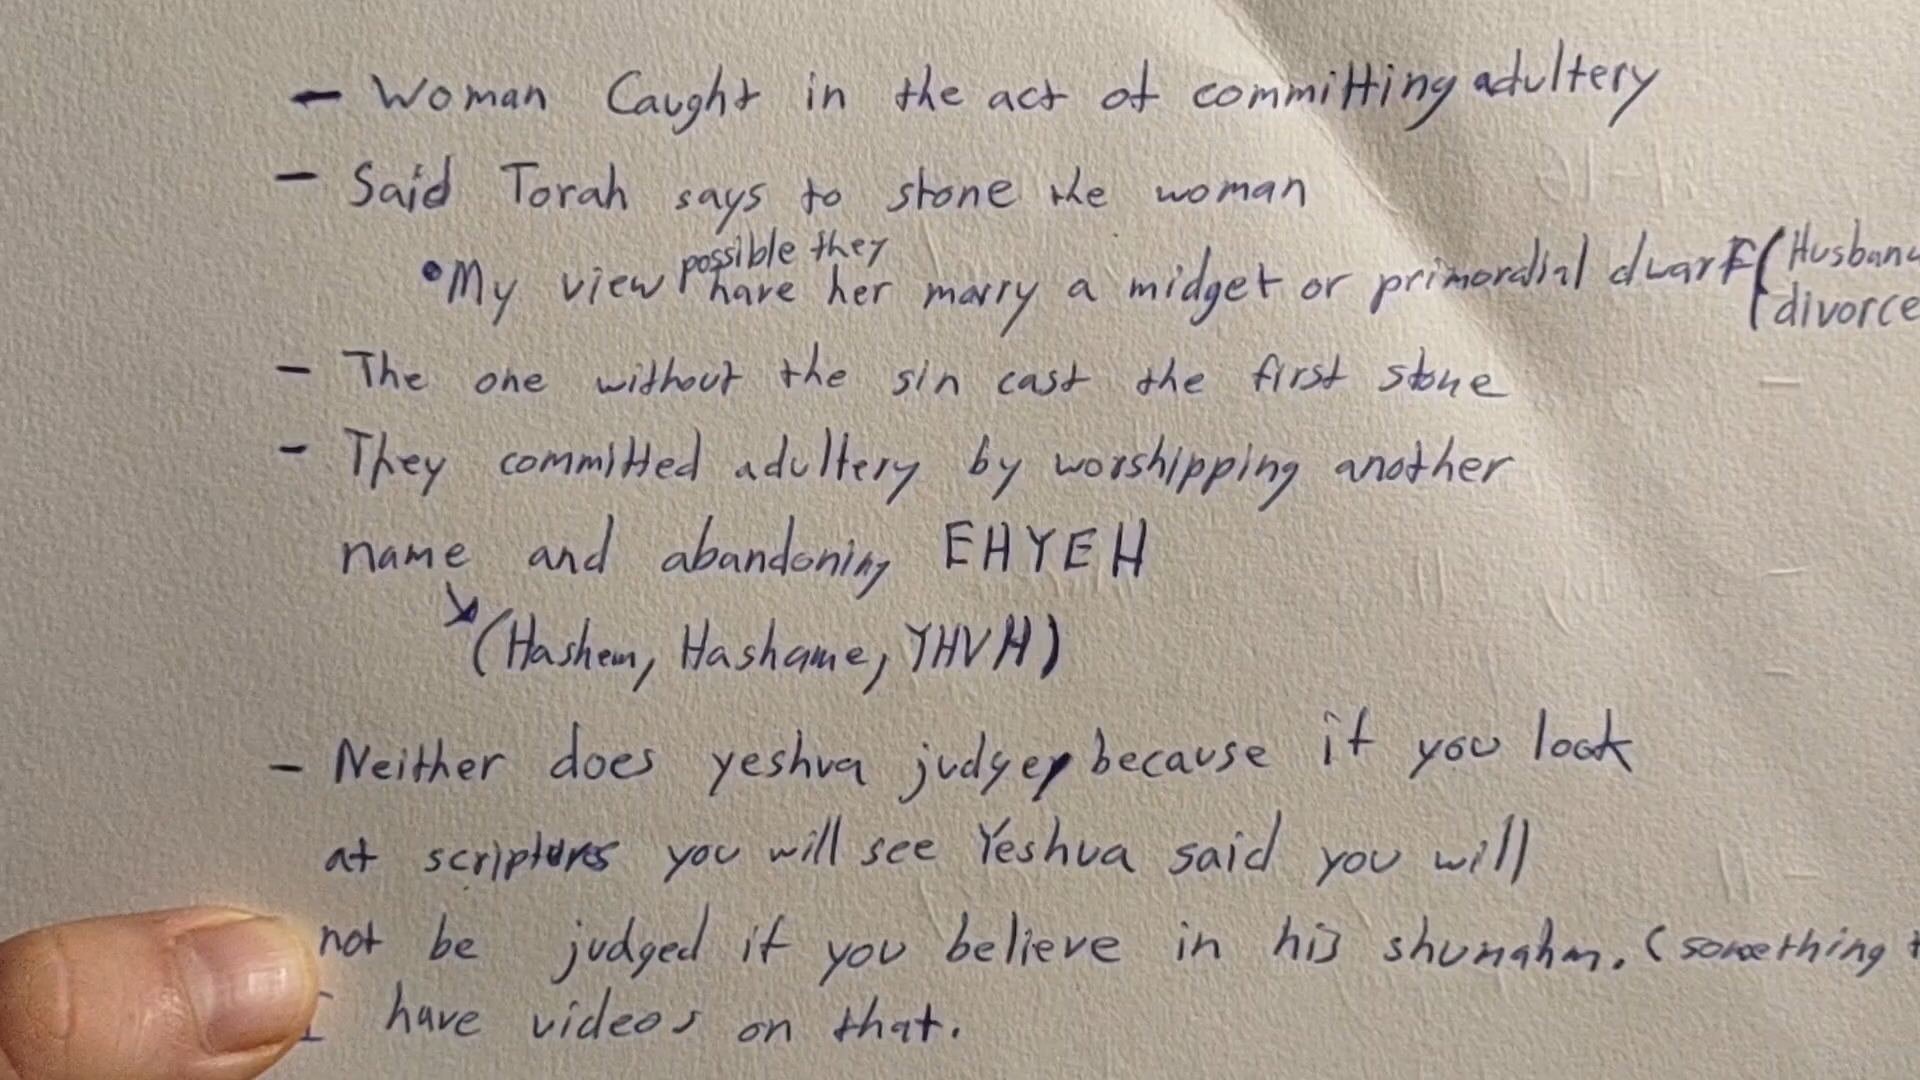 - Woman Caught in the act of committing adultery
- Said Torah says to stone the woman
possible they
• My view have her marry a midget or primordial dwarf (Husband
divorce
- The one without the sin cast the first stone
- They committed adultery by worshipping another
name and abandoning EHYEH
(Hashem, Hashame, YHVH)
- Neither does yeshua judge, because if you look
at scriptures you will see Yeshua said you will
not be judged if you believe in his shumahm. (something
I have videos on that.